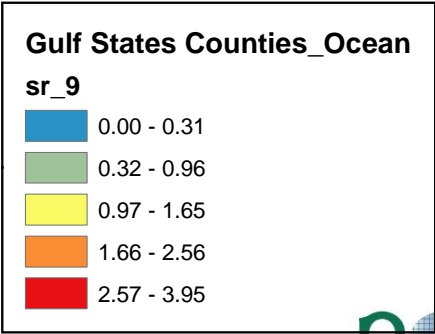 Gulf States Counties_Ocean
sr_9
0.00 - 0.31
0.32 - 0.96
0.97 - 1.65
1.66 - 2.56
2.57 - 3.95